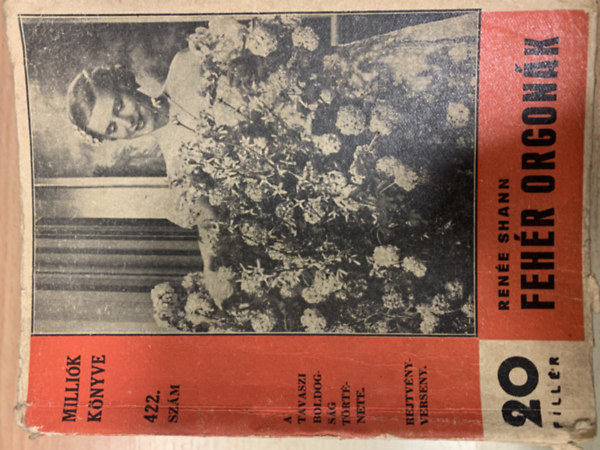 MILLIÓK
KÖNYVE
422.
SZÁM
A
TAVASZI
BOLDOG-
SÁG
TÖRTÉ-
NETE.
REJTVÉNY-
VERSENY.
20
FILLÉR
RENÉE SHANN
FEHÉR ORGONÁK